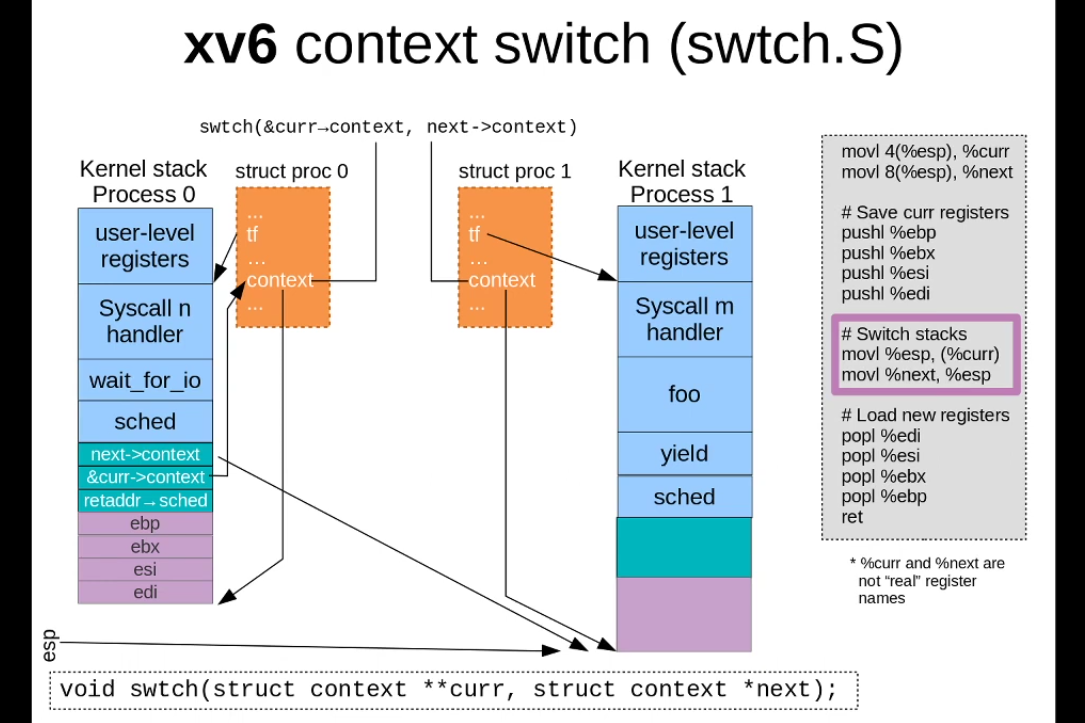 xv6 context switch (swtch.S)
swtch(&curr→context, next->context)
Kernel stack
Process 0
struct proc 0
struct proc 1
Kernel stack
Process 1
user-level
registers
Syscall n
handler
wait_for_io
sched
next->context
&curr->context
retaddr→sched
ebp
ebx
esi
edi
...
tf
...
context
...
...
tf
...
context
...
user-level
registers
Syscall m
handler
foo
yield
sched
movl 4(%esp), %curr
movl 8(%esp), %next
# Save curr registers
pushl %ebp
pushl %ebx
pushl %esi
pushl %edi
# Switch stacks
movl %esp, (%curr)
movl %next, %esp
# Load new registers
popl %edi
popl %esi
popl %ebx
popl %ebp
ret
* %curr and %next are
not “real” register
names
esp
void swtch(struct context **curr, struct context *next);